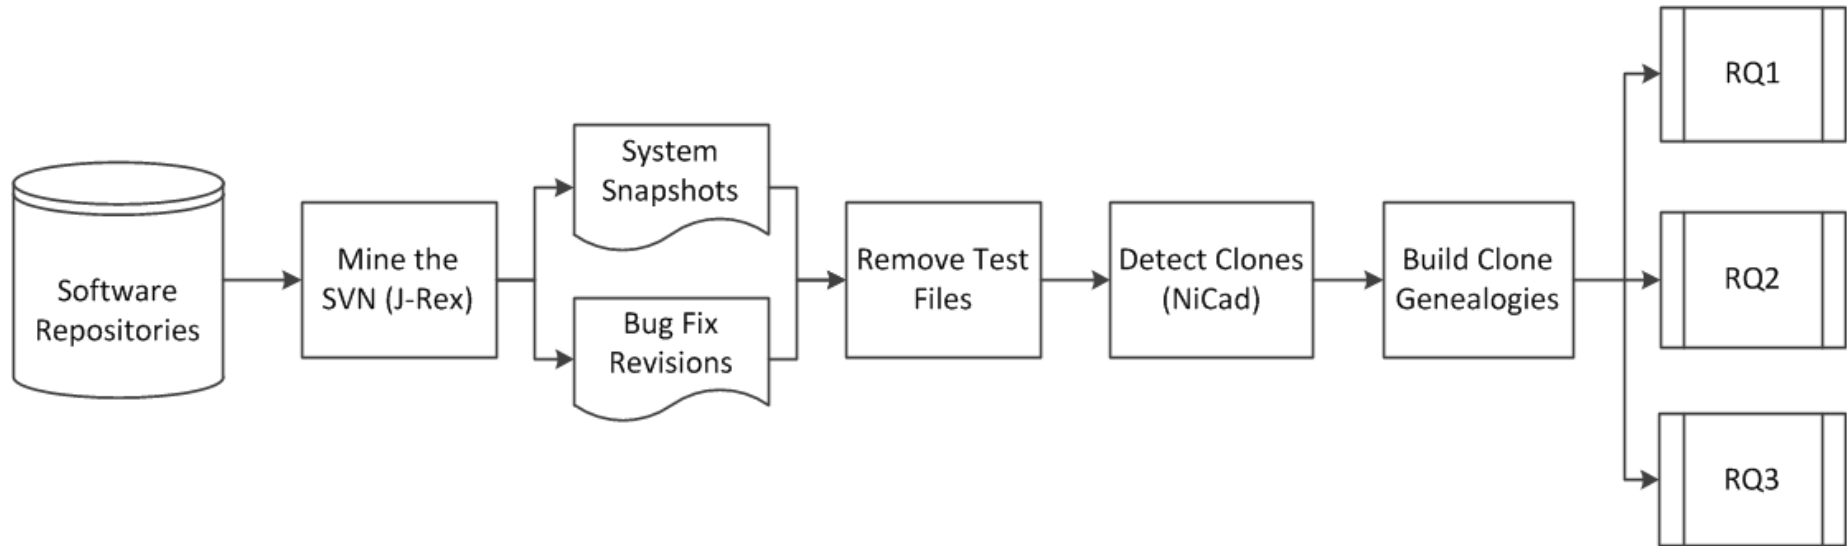 Software
Repositories
Mine the
SVN (J-Rex)
System
Snapshots
Bug Fix
Revisions
Remove Test
Files
Detect Clones
(NiCad)
Build Clone
Genealogies
RQ1
RQ2
RQ3